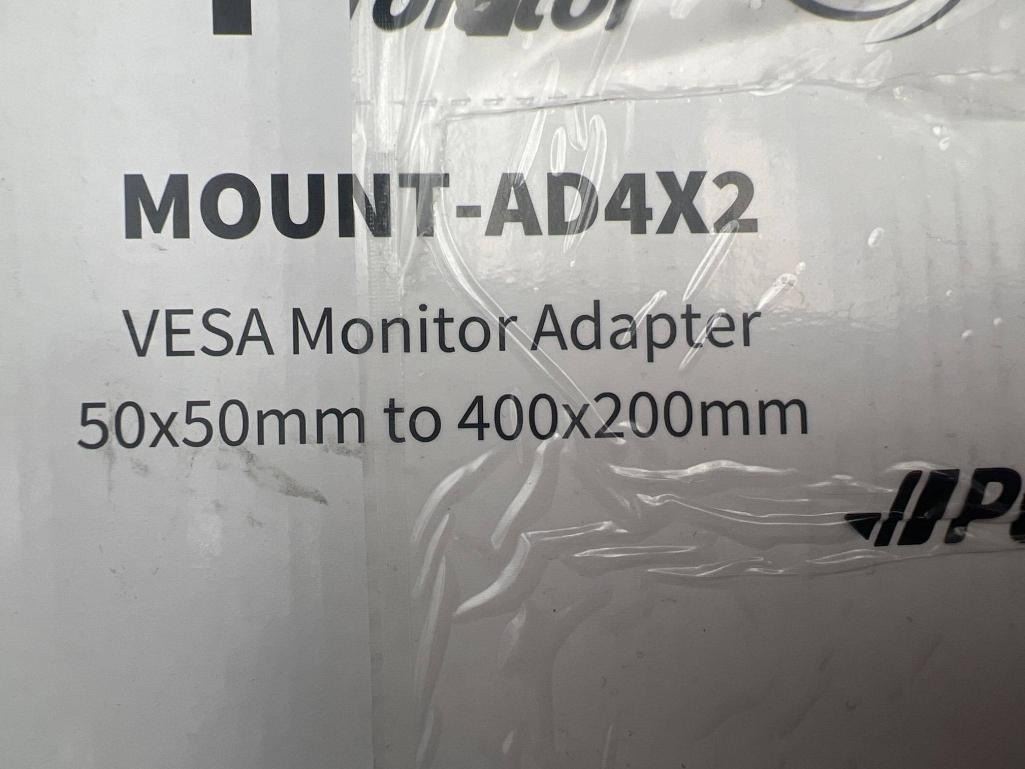 MOUNT-AD4X2
VESA Monitor Adapter
50x50mm to 400x200mm